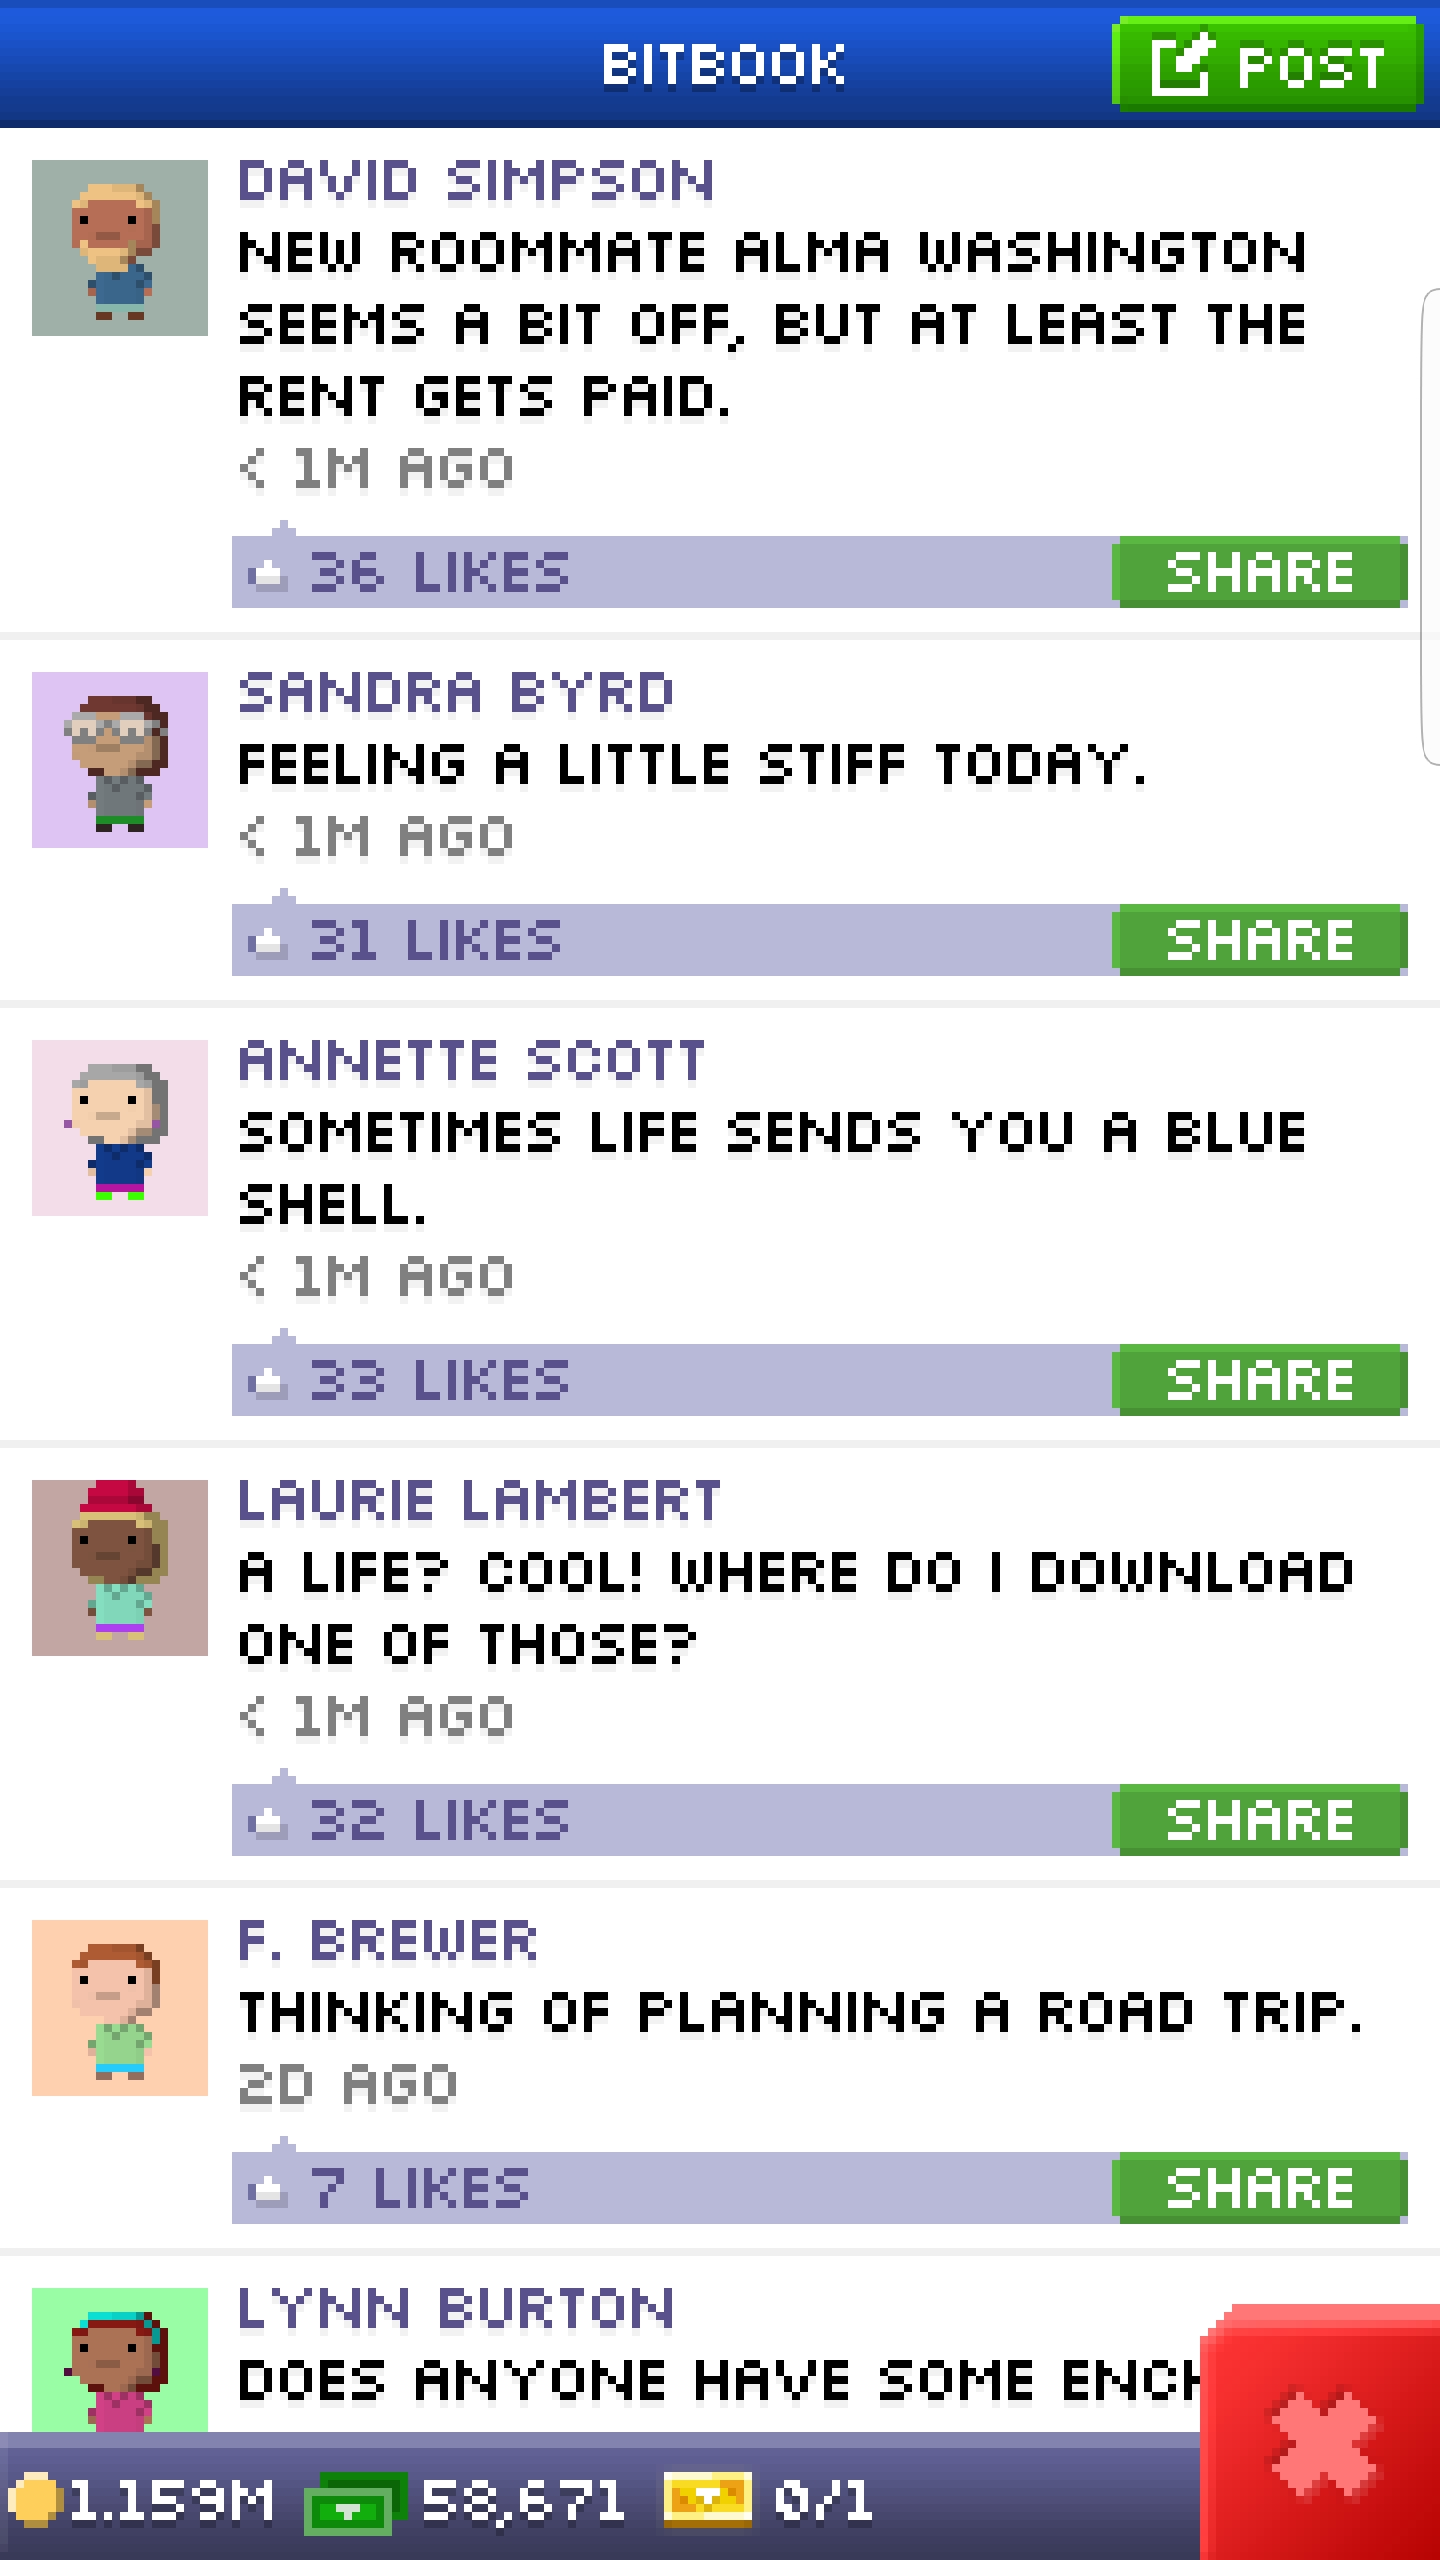 BITBOOK
POST
DAVID SIMPSON
NEW ROOMMATE ALMA WASHINGTON
SEEMS A BIT OFF, BUT AT LEAST THE
RENT GETS PAID.
< 1M AGO
36 LIKES
SHARE
SANDRA BYRD
FEELING A LITTLE STIFF TODAY.
< 1M AGO
31 LIKES
SHARE
ANNETTE SCOTT
SOMETIMES LIFE SENDS YOU A BLUE
SHELL.
< 1M AGO
33 LIKES
SHARE
LAURIE LAMBERT
A LIFE? COOL! WHERE DO I DOWNLOAD
ONE OF THOSE?
< 1M AGO
32 LIKES
SHARE
F. BREWER
THINKING OF PLANNING A ROAD TRIP.
2D AGO
7 LIKES
SHARE
LYNN BURTON
DOES ANYONE HAVE SOME
1.159M
58,671
0/1